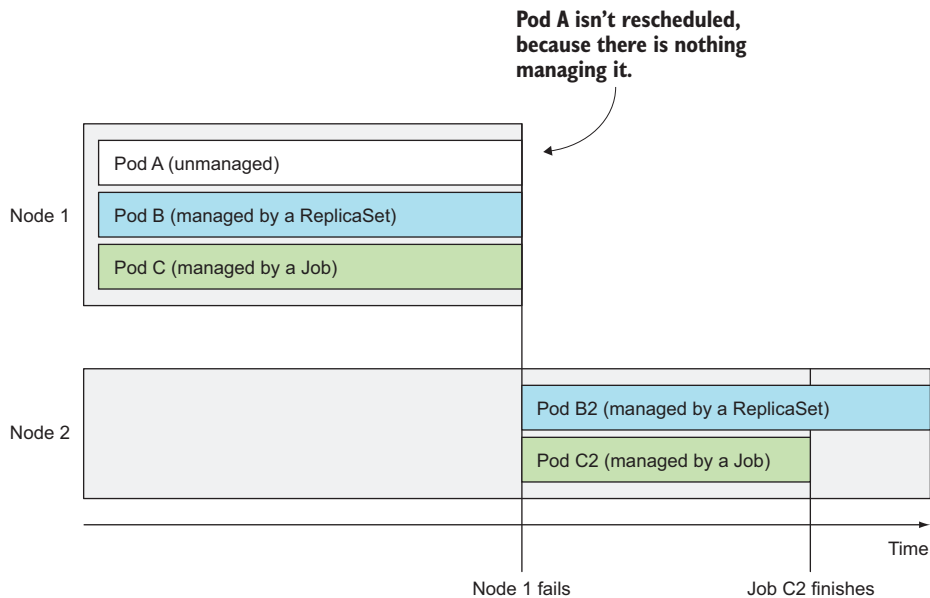 Pod A isn't rescheduled,
because there is nothing
managing it.
Pod A (unmanaged)
Node 1
Pod B (managed by a ReplicaSet)
Pod C (managed by a Job)
Pod B2 (managed by a ReplicaSet)
Node 2
Pod C2 (managed by a Job)
Time
Node 1 fails
Job C2 finishes